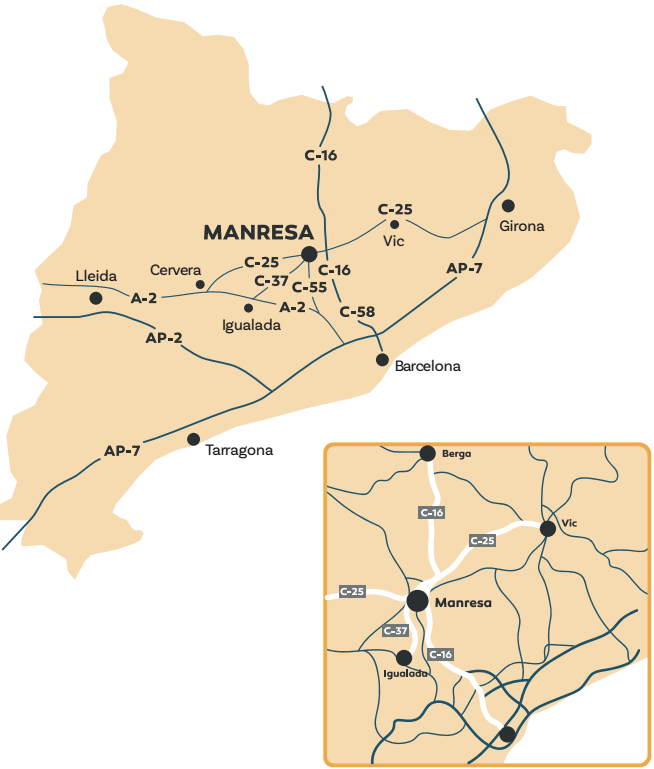 C-16
C-25
MANRESA
Vic
Girona
C-25
Cervera
C-16
AP-7
Lleida
C-37
C-55
A-2
A-2
C-58
Igualada
AP-2
Barcelona
AP-7
Tarragona
Berga
C-16
Vic
C-25
C-25
Manresa
C-37
C-16
Igualada